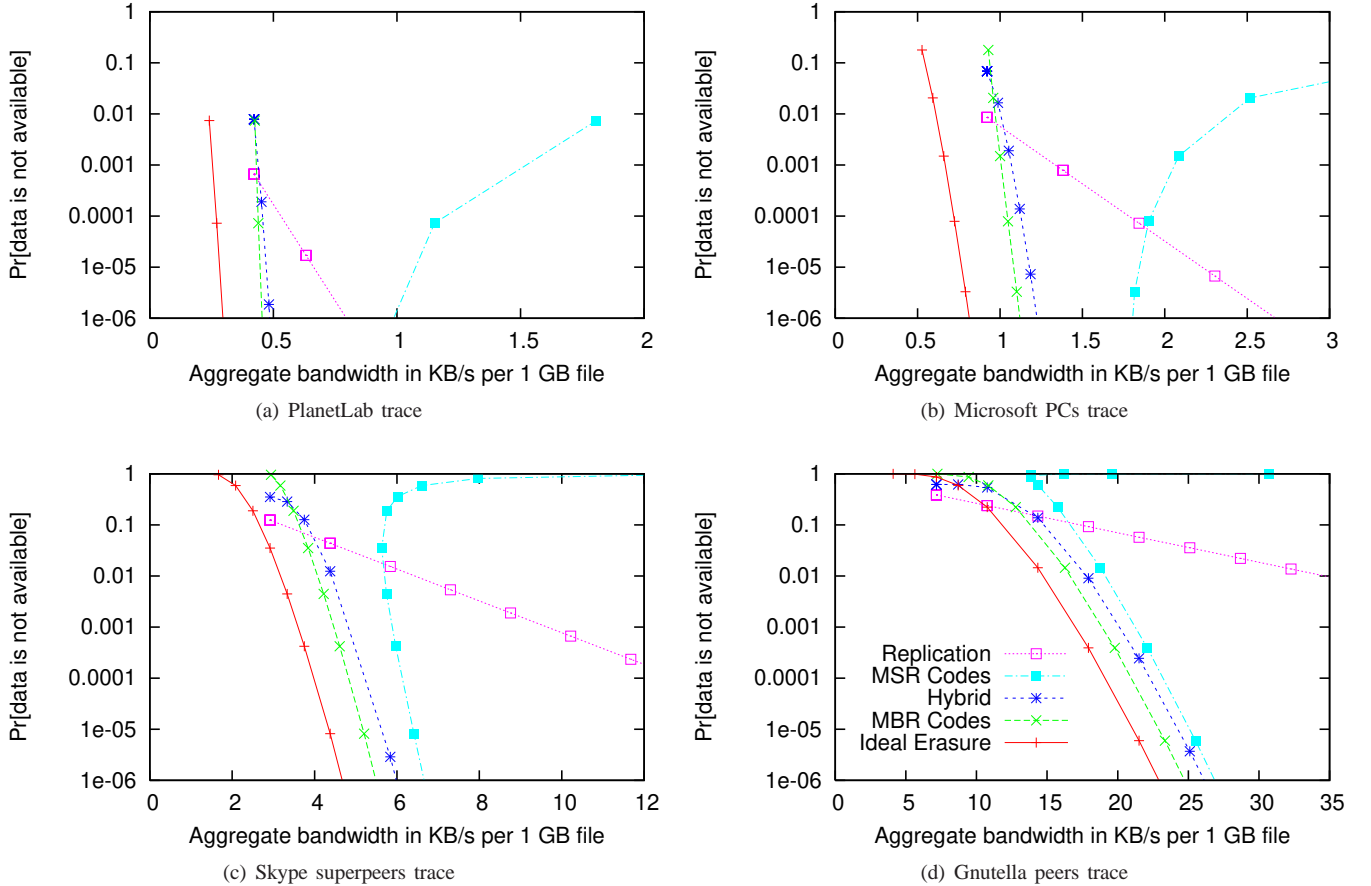 1
0.1
0.01
0.001
0.0001
1e-05
1e-06
Pr[data is not available]
0 0.5 1 1.5 2
Aggregate bandwidth in KB/s per 1 GB file
(a) PlanetLab trace
1
0.1
0.01
0.001
0.0001
1e-05
1e-06
Pr[data is not available]
0 0.5 1 1.5 2 2.5 3
Aggregate bandwidth in KB/s per 1 GB file
(b) Microsoft PCs trace
1
0.1
0.01
0.001
0.0001
1e-05
1e-06
Pr[data is not available]
0 2 4 6 8 10 12
Aggregate bandwidth in KB/s per 1 GB file
(c) Skype superpeers trace
1
0.1
0.01
0.001
0.0001
1e-05
1e-06
Pr[data is not available]
Replication
MSR Codes
Hybrid
MBR Codes
Ideal Erasure
0 5 10 15 20 25 30 35
Aggregate bandwidth in KB/s per 1 GB file
(d) Gnutella peers trace